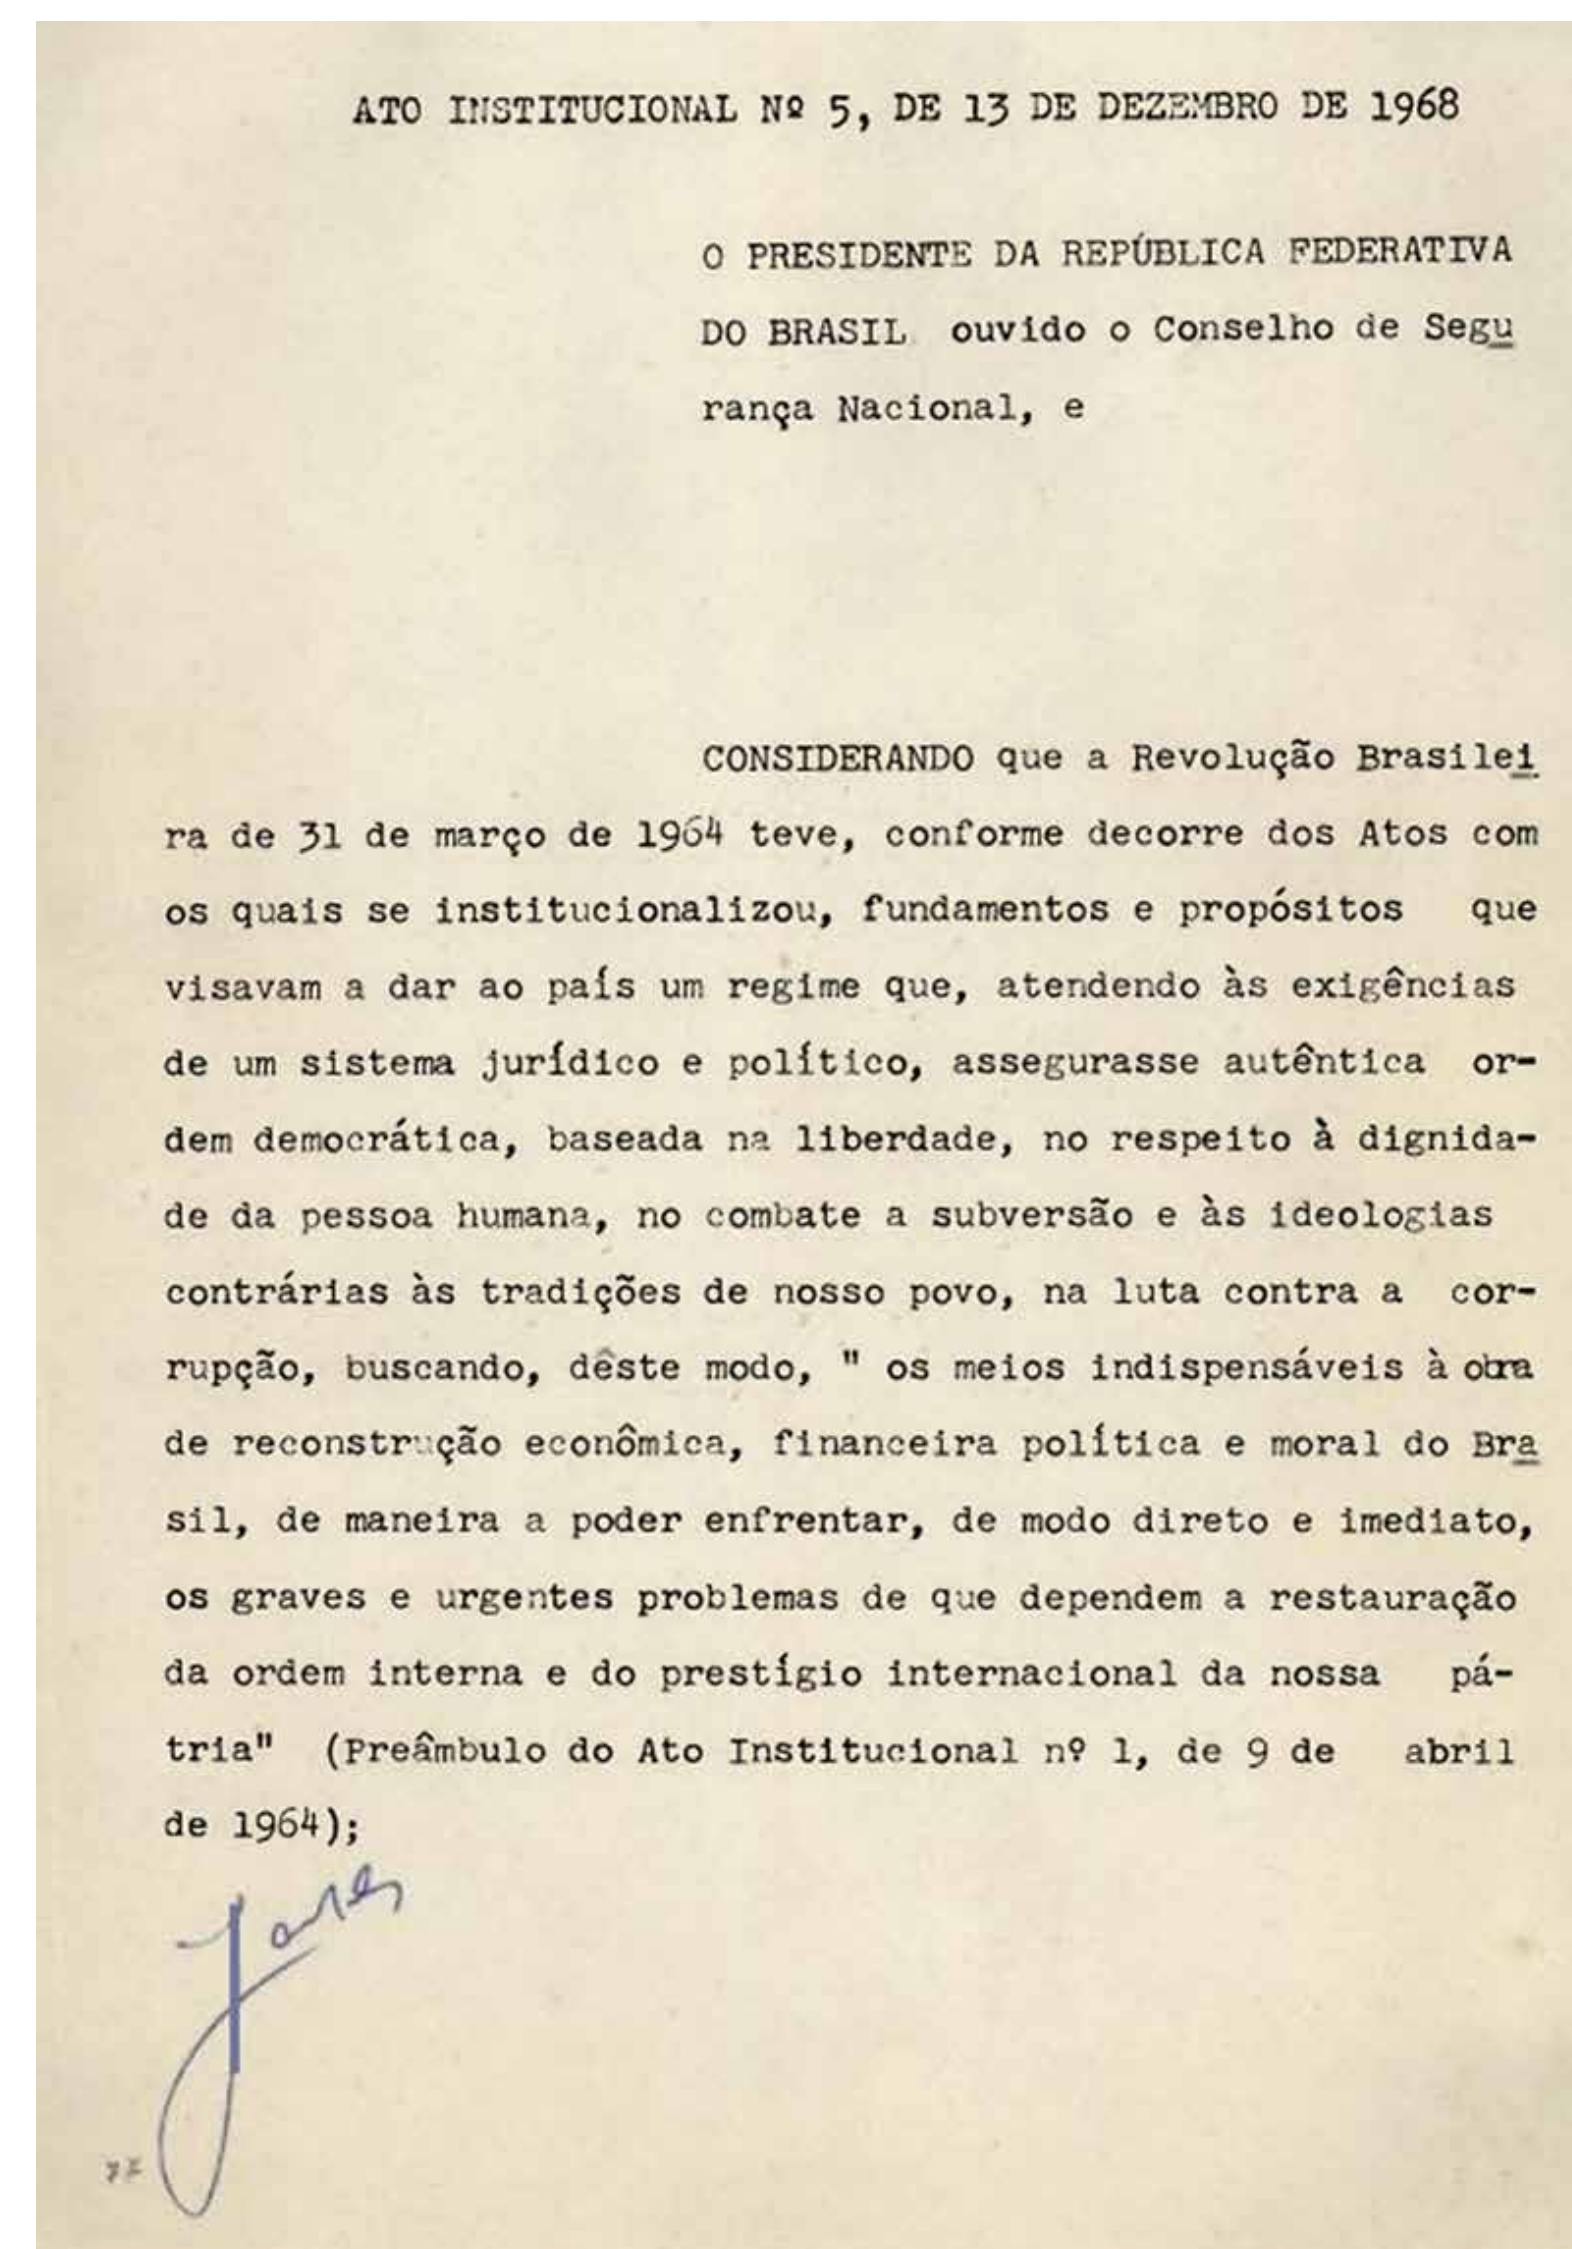 ATO INSTITUCIONAL Nº 5, DE 13 DE DEZEMBRO DE 1968
O PRESIDENTE DA REPÚBLICA FEDERATIVA
DO BRASIL ouvido o Conselho de Segu
rança Nacional, e
CONSIDERANDO que a Revolução Brasilei
ra de 31 de março de 1964 teve, conforme decorre dos Atos com
os quais se institucionalizou, fundamentos e propósitos que
visavam a dar ao país um regime que, atendendo às exigências
de um sistema jurídico e político, assegurasse autêntica or-
dem democrática, baseada na liberdade, no respeito à dignida-
de da pessoa humana, no combate a subversão e às ideologias
contrárias às tradições de nosso povo, na luta contra a cor-
rupção, buscando, dêste modo, " os meios indispensáveis à obra
de reconstrução econômica, financeira política e moral do Bra
sil, de maneira a poder enfrentar, de modo direto e imediato,
os graves e urgentes problemas de que dependem a restauração
da ordem interna e do prestígio internacional da nossa pá-
tria" (Preâmbulo do Ato Institucional nº 1, de 9 de abril
de 1964);